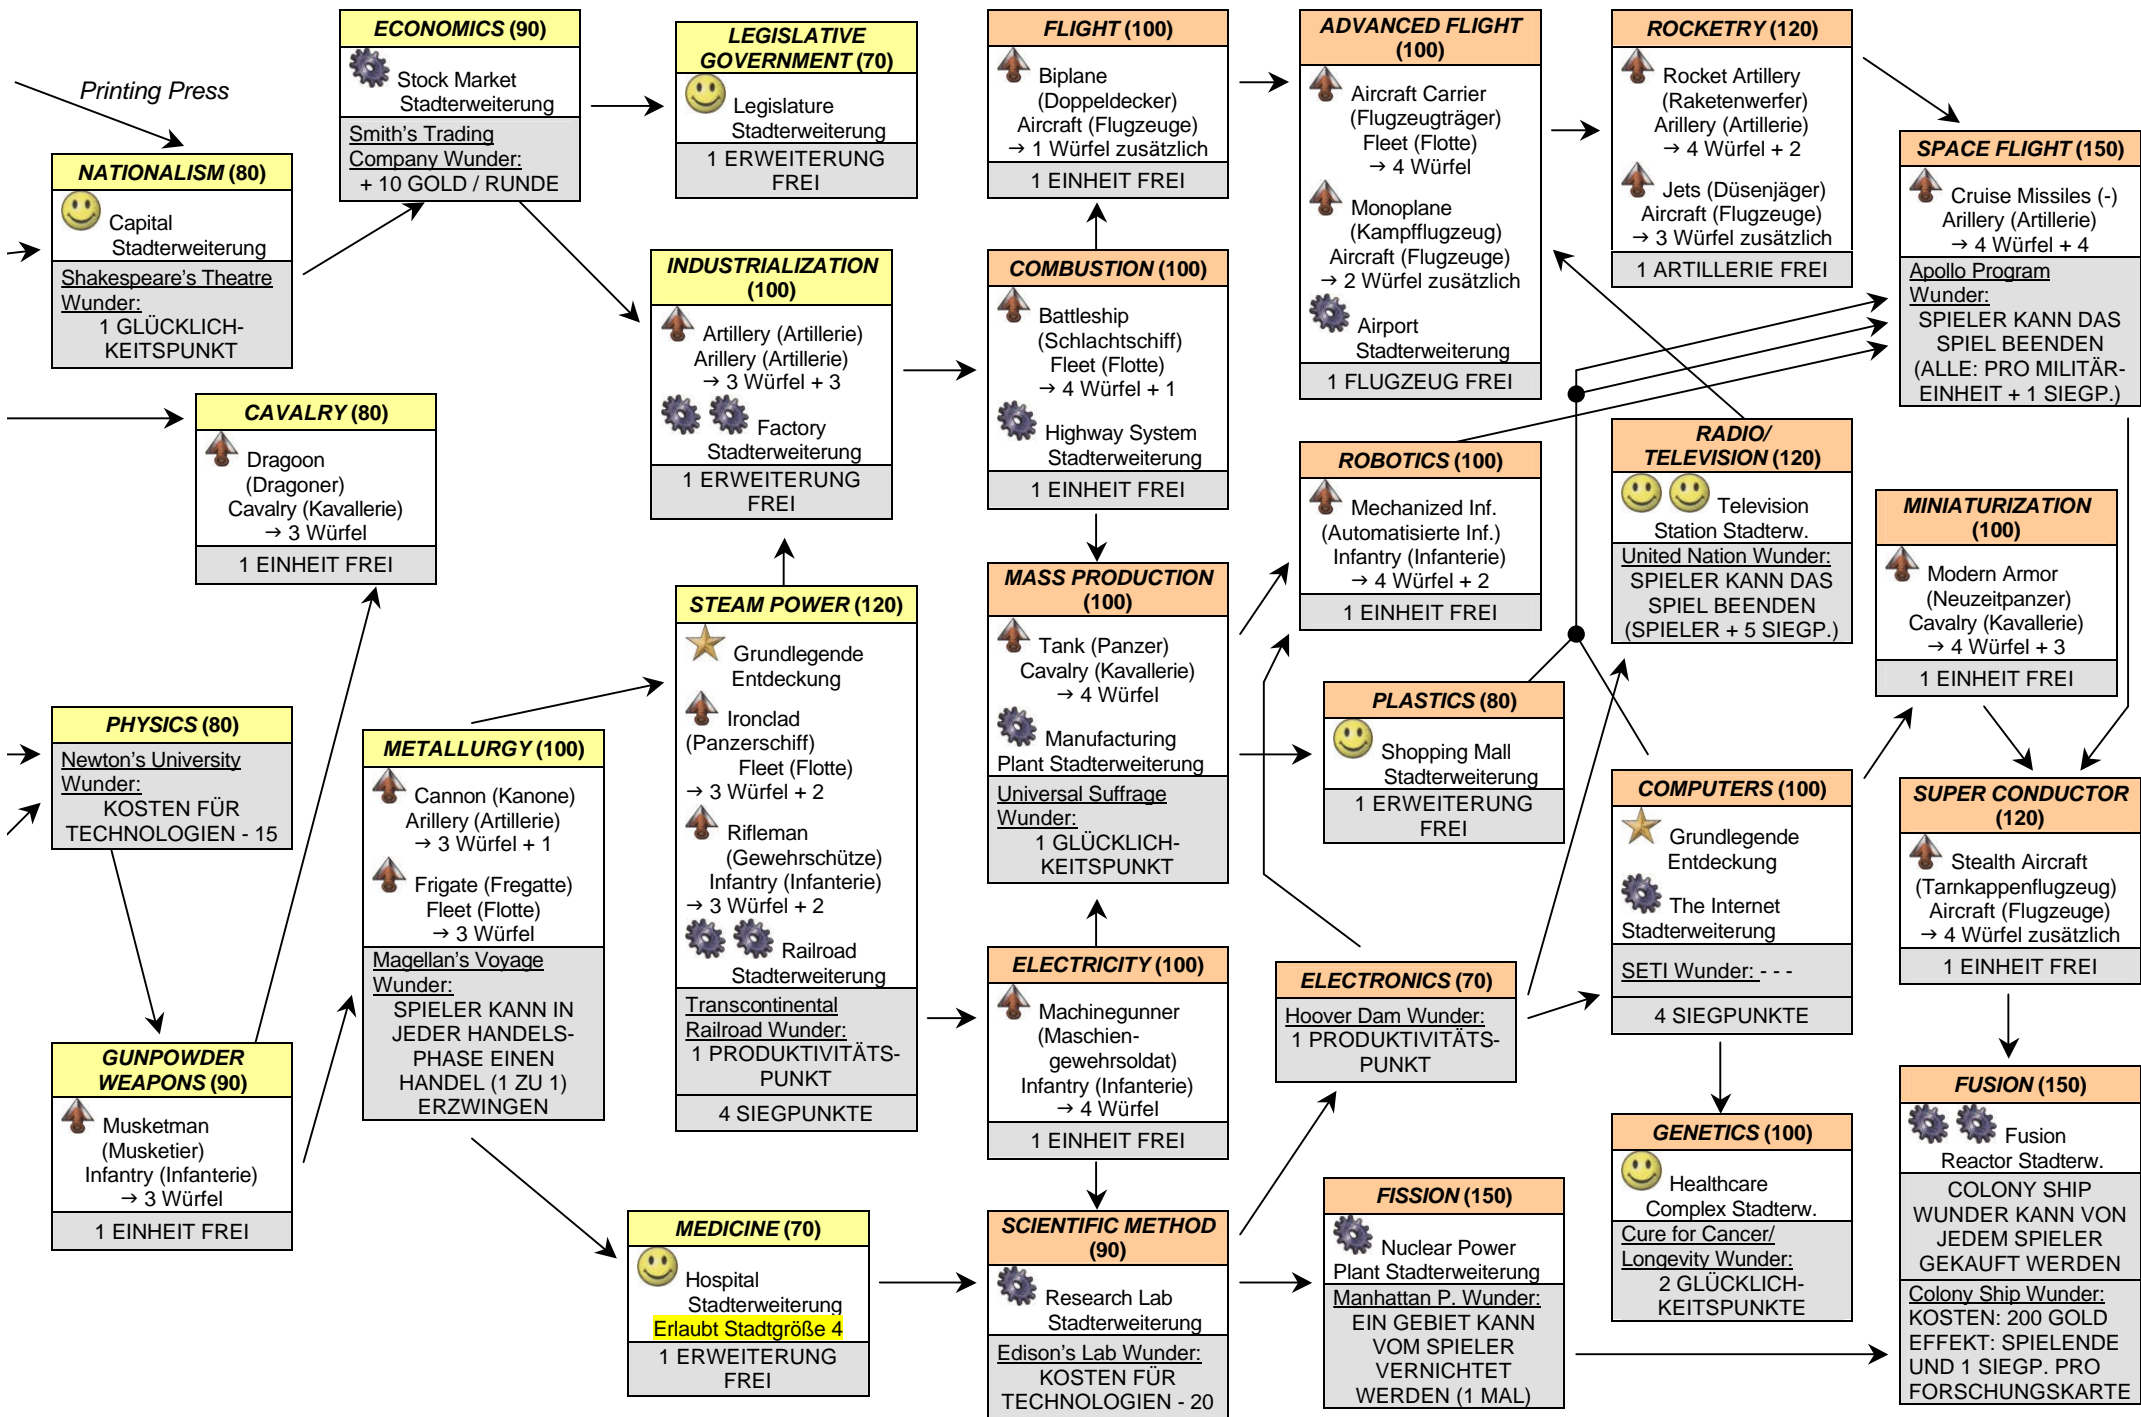 Printing Press
NATIONALISM (80)
Capital
Stadterweiterung
Shakespeare's Theatre
Wunder:
1 GLÜCKLICH-
KEITSPUNKT
ECONOMICS (90)
Stock Market
Stadterweiterung
Smith's Trading
Company Wunder:
+ 10 GOLD / RUNDE
LEGISLATIVE
GOVERNMENT (70)
Legislature
Stadterweiterung
1 ERWEITERUNG
FREI
CAVALRY (80)
Dragoon
(Dragoner)
Cavalry (Kavallerie)
→ 3 Würfel
1 EINHEIT FREI
PHYSICS (80)
Newton's University
Wunder:
KOSTEN FÜR
TECHNOLOGIEN - 15
GUNPOWDER
WEAPONS (90)
Musketman
(Musketier)
Infantry (Infanterie)
→ 3 Würfel
1 EINHEIT FREI
METALLURGY (100)
Cannon (Kanone)
Arillery (Artillerie)
→ 3 Würfel + 1
Frigate (Fregatte)
Fleet (Flotte)
→ 3 Würfel
Magellan's Voyage
Wunder:
SPIELER KANN IN
JEDER HANDELS-
PHASE EINEN
HANDEL (1 ZU 1)
ERZWINGEN
INDUSTRIALIZATION
(100)
Artillery (Artillerie)
Arillery (Artillerie)
→ 3 Würfel + 3
Factory
Stadterweiterung
1 ERWEITERUNG
FREI
STEAM POWER (120)
Grundlegende
Entdeckung
Ironclad
(Panzerschiff)
Fleet (Flotte)
→ 3 Würfel + 2
Rifleman
(Gewehrschütze)
Infantry (Infanterie)
→ 3 Würfel + 2
Railroad
Stadterweiterung
Transcontinental
Railroad Wunder:
1 PRODUKTIVITÄTS-
PUNKT
4 SIEGPUNKTE
MEDICINE (70)
Hospital
Stadterweiterung
Erlaubt Stadtgröße 4
1 ERWEITERUNG
FREI
FLIGHT (100)
Biplane
(Doppeldecker)
Aircraft (Flugzeuge)
→ 1 Würfel zusätzlich
1 EINHEIT FREI
COMBUSTION (100)
Battleship
(Schlachtschiff)
Fleet (Flotte)
→ 4 Würfel + 1
Highway System
Stadterweiterung
1 EINHEIT FREI
MASS PRODUCTION
(100)
Tank (Panzer)
Cavalry (Kavallerie)
→ 4 Würfel
Manufacturing
Plant Stadterweiterung
Universal Suffrage
Wunder:
1 GLÜCKLICH-
KEITSPUNKT
ELECTRICITY (100)
Machinegunner
(Maschien-
gewehrsoldat)
Infantry (Infanterie)
→ 4 Würfel
1 EINHEIT FREI
SCIENTIFIC METHOD
(90)
Research Lab
Stadterweiterung
Edison's Lab Wunder:
KOSTEN FÜR
TECHNOLOGIEN - 20
ADVANCED FLIGHT
(100)
Aircraft Carrier
(Flugzeugträger)
Fleet (Flotte)
→ 4 Würfel
Monoplane
(Kampfflugzeug)
Aircraft (Flugzeuge)
→ 2 Würfel zusätzlich
Airport
Stadterweiterung
1 FLUGZEUG FREI
ROBOTICS (100)
Mechanized Inf.
(Automatisierte Inf.)
Infantry (Infanterie)
→ 4 Würfel + 2
1 EINHEIT FREI
PLASTICS (80)
Shopping Mall
Stadterweiterung
1 ERWEITERUNG
FREI
ELECTRONICS (70)
Hoover Dam Wunder:
1 PRODUKTIVITÄTS-
PUNKT
FISSION (150)
Nuclear Power
Plant Stadterweiterung
Manhattan P. Wunder:
EIN GEBIET KANN
VOM SPIELER
VERNICHTET
WERDEN (1 MAL)
ROCKETRY (120)
Rocket Artillery
(Raketenwerfer)
Arillery (Artillerie)
→ 4 Würfel + 2
Jets (Düsenjäger)
Aircraft (Flugzeuge)
→ 3 Würfel zusätzlich
1 ARTILLERIE FREI
RADIO/
TELEVISION (120)
Television
Station Stadterw.
United Nation Wunder:
SPIELER KANN DAS
SPIEL BEENDEN
(SPIELER + 5 SIEGP.)
COMPUTERS (100)
Grundlegende
Entdeckung
The Internet
Stadterweiterung
SETI Wunder: - - -
4 SIEGPUNKTE
GENETICS (100)
Healthcare
Complex Stadterw.
Cure for Cancer/
Longevity Wunder:
2 GLÜCKLICH-
KEITSPUNKTE
SPACE FLIGHT (150)
Cruise Missiles (-)
Arillery (Artillerie)
→ 4 Würfel + 4
Apollo Program
Wunder:
SPIELER KANN DAS
SPIEL BEENDEN
(ALLE: PRO MILITÄR-
EINHEIT + 1 SIEGP.)
MINIATURIZATION
(100)
Modern Armor
(Neuzeitpanzer)
Cavalry (Kavallerie)
→ 4 Würfel + 3
1 EINHEIT FREI
SUPER CONDUCTOR
(120)
Stealth Aircraft
(Tarnkappenflugzeug)
Aircraft (Flugzeuge)
→ 4 Würfel zusätzlich
1 EINHEIT FREI
FUSION (150)
Fusion
Reactor Stadterw.
COLONY SHIP
WUNDER KANN VON
JEDEM SPIELER
GEKAUFT WERDEN
Colony Ship Wunder:
KOSTEN: 200 GOLD
EFFEKT: SPIELENDE
UND 1 SIEGP. PRO
FORSCHUNGSKARTE